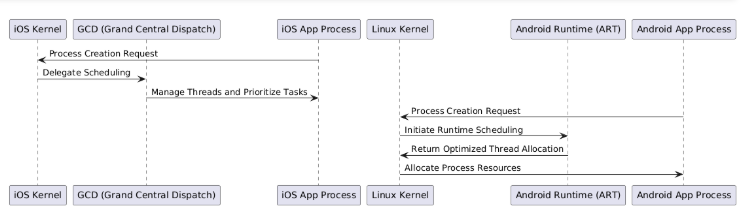 iOS Kernel
GCD (Grand Central Dispatch)
iOS App Process
Linux Kernel
Android Runtime (ART)
Android App Process
Process Creation Request
Delegate Scheduling
Manage Threads and Prioritize Tasks
Process Creation Request
Initiate Runtime Scheduling
Return Optimized Thread Allocation
Allocate Process Resources
iOS Kernel
GCD (Grand Central Dispatch)
iOS App Process
Linux Kernel
Android Runtime (ART)
Android App Process